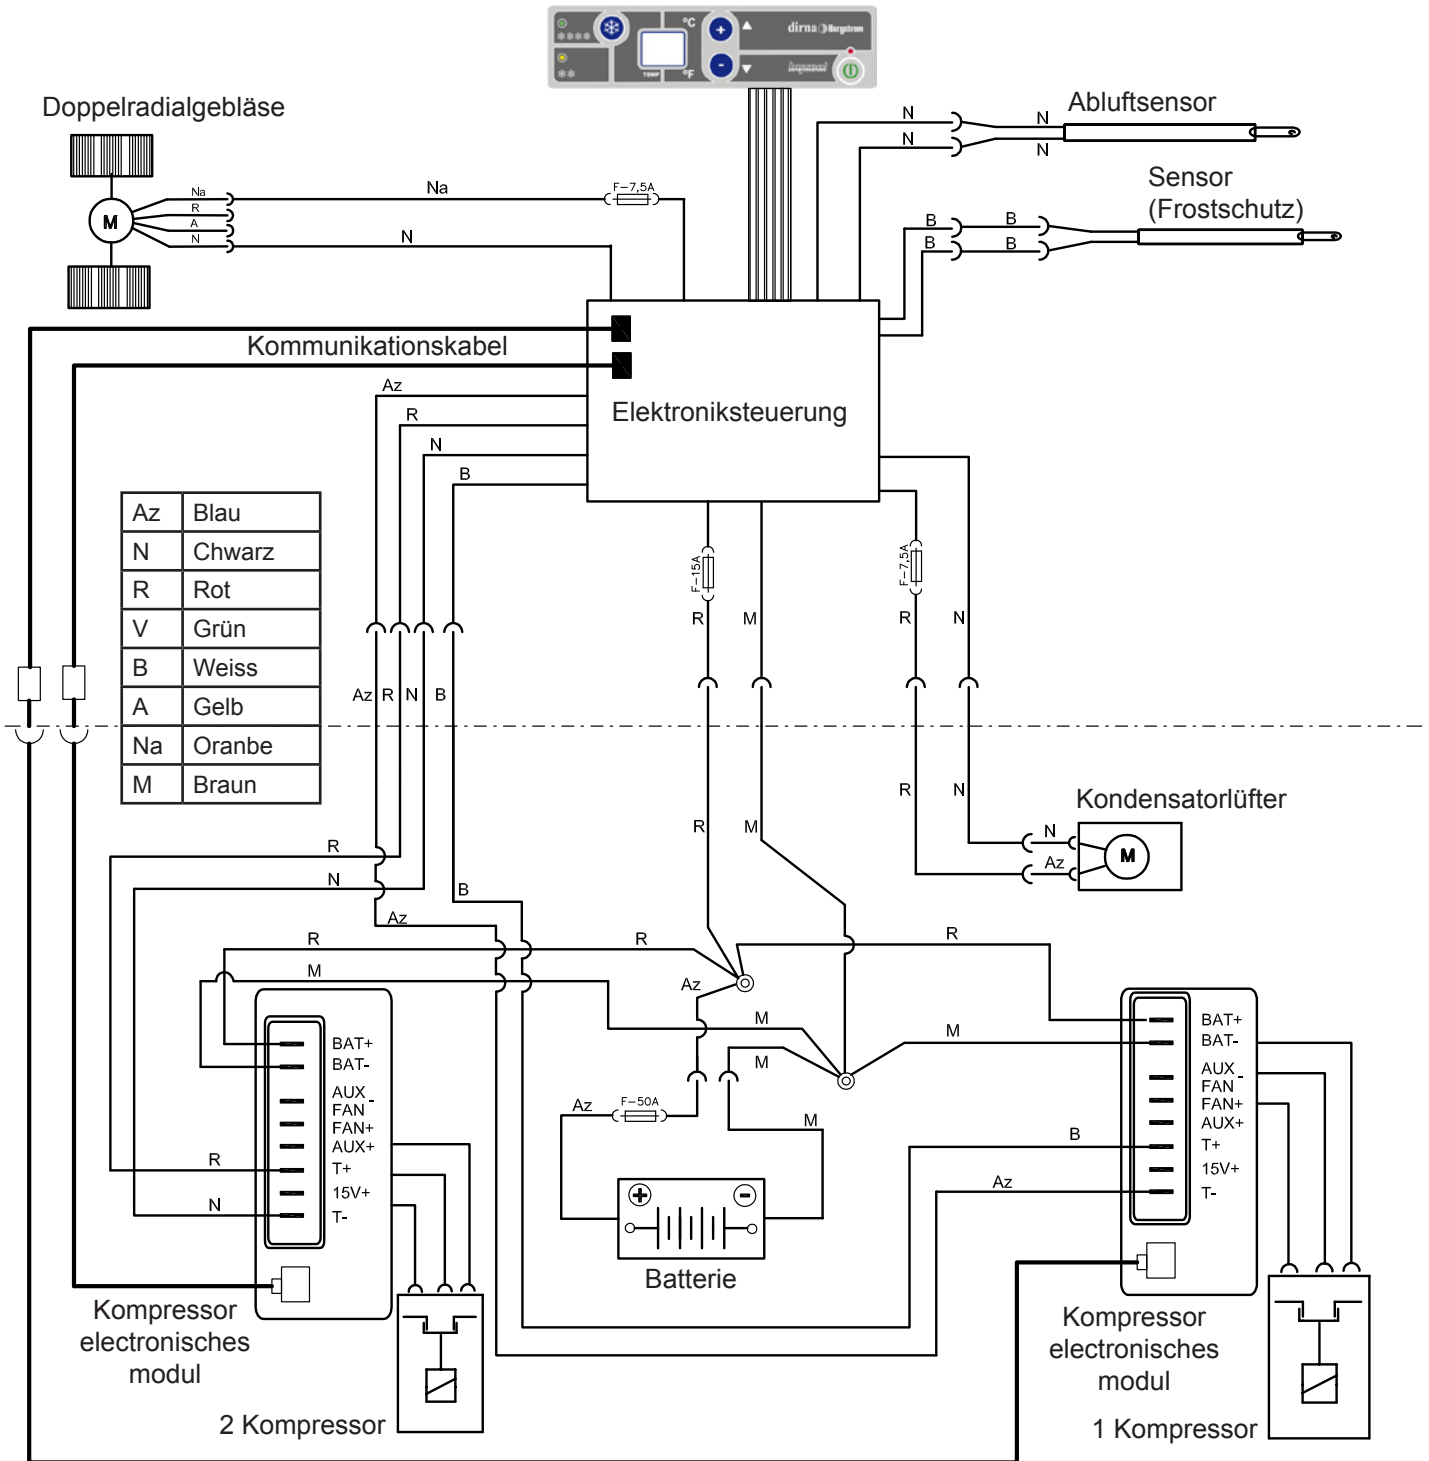 °C
dirna Bergstrom
TEMP
°F
Doppelradialgebläse
Abluftsensor
N
N
N
N
Sensor
(Frostschutz)
Na
R
A
N
M
Na
F-7,5A
N
B
B
B
B
Kommunikationskabel
Elektroniksteuerung
Az
R
N
B
Az Blau
N Chwarz
R Rot
V Grün
B Weiss
A Gelb
Na Oranbe
M Braun
F-15A
F-7,5A
R
M
R
N
Az
R
N
B
R
N
Kondensatorlüfter
R
M
N
Az
M
R
N
B
Az
R
R
R
M
Az
M
M
M
BAT+
BAT-
AUX
FAN -
FAN+
AUX+
T+
15V+
T-
R
N
Az
F-50A
M
BAT+
BAT-
AUX
FAN -
FAN+
AUX+
T+
15V+
T-
B
Az
Batterie
Kompressor
electronisches
modul
2 Kompressor
Kompressor
electronisches
modul
1 Kompressor